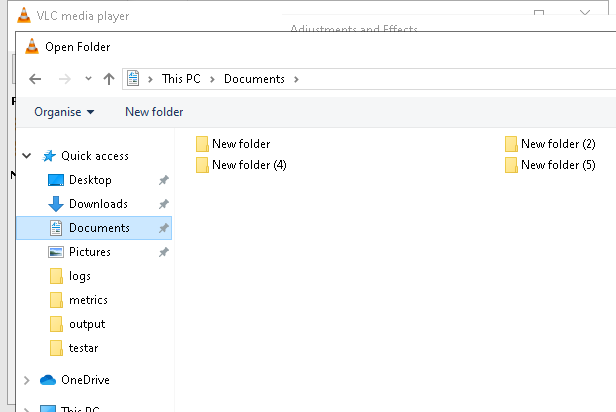 VLC media player
Adjustments and Effects
Open Folder
This PC > Documents >
Organise
New folder
Quick access
Desktop
Downloads
Documents
Pictures
logs
metrics
output
testar
OneDrive
This PC
New folder
New folder (2)
New folder (4)
New folder (5)